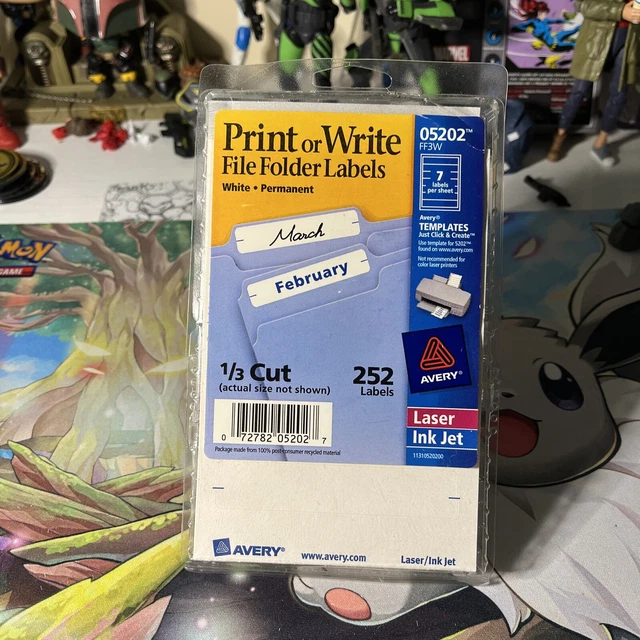 MARVEL
Print or Write
File Folder Labels
White • Permanent
05202™
FF3W
7
labels
per sheet
Avery®
TEMPLATES
Just Click & Create™
Use template for 5202™
found on www.avery.com
Not recommended for
color laser printers
March
February
1/3 Cut
(actual size not shown)
252
Labels
AVERY®
Laser
Ink Jet
11310520200
0 72782 05202 7
Package made from 100% post-consumer recycled material
AVERY®
www.avery.com
Laser/Ink Jet
GAME